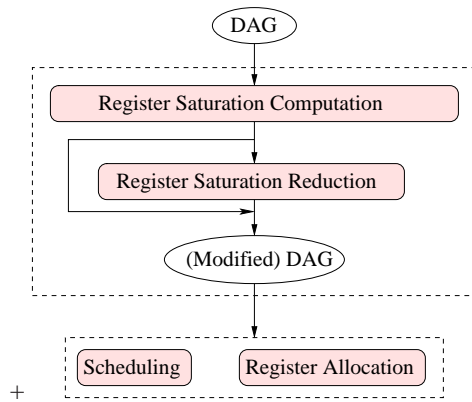 DAG
Register Saturation Computation
Register Saturation Reduction
(Modified) DAG
Scheduling Register Allocation
+